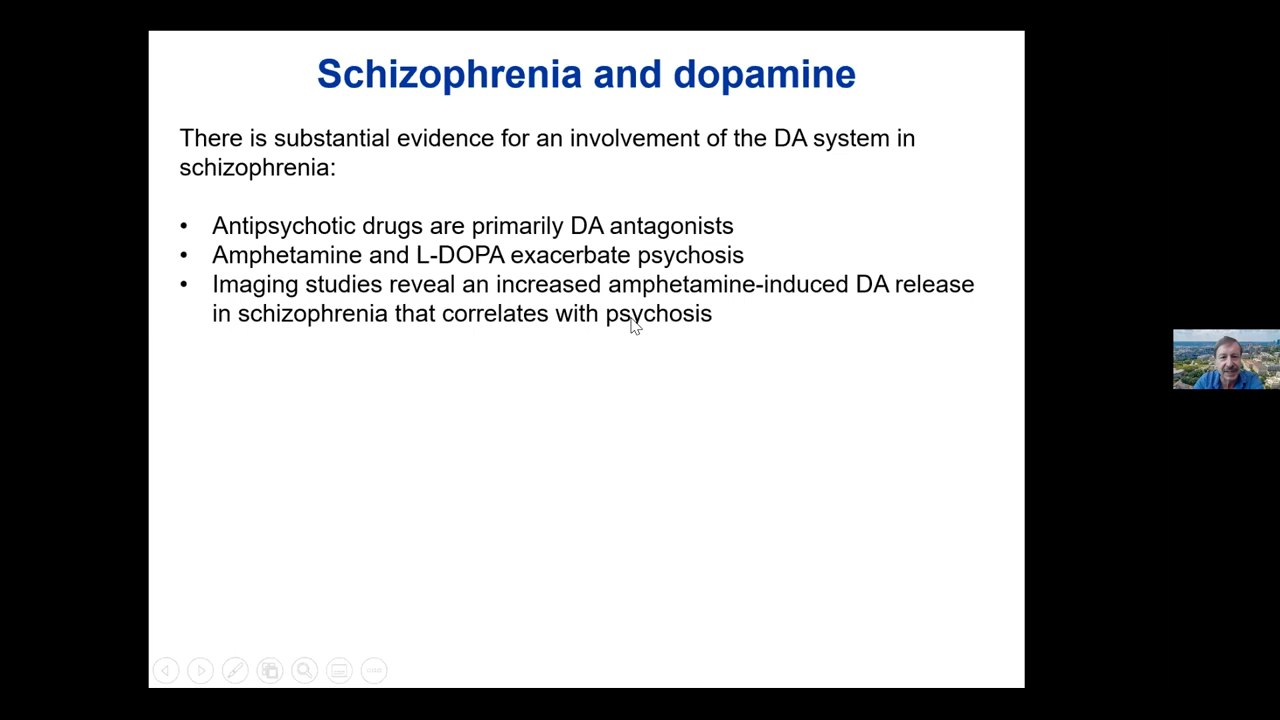 Schizophrenia and dopamine
There is substantial evidence for an involvement of the DA system in
schizophrenia:
• Antipsychotic drugs are primarily DA antagonists
• Amphetamine and L-DOPA exacerbate psychosis
• Imaging studies reveal an increased amphetamine-induced DA release
in schizophrenia that correlates with psychosis